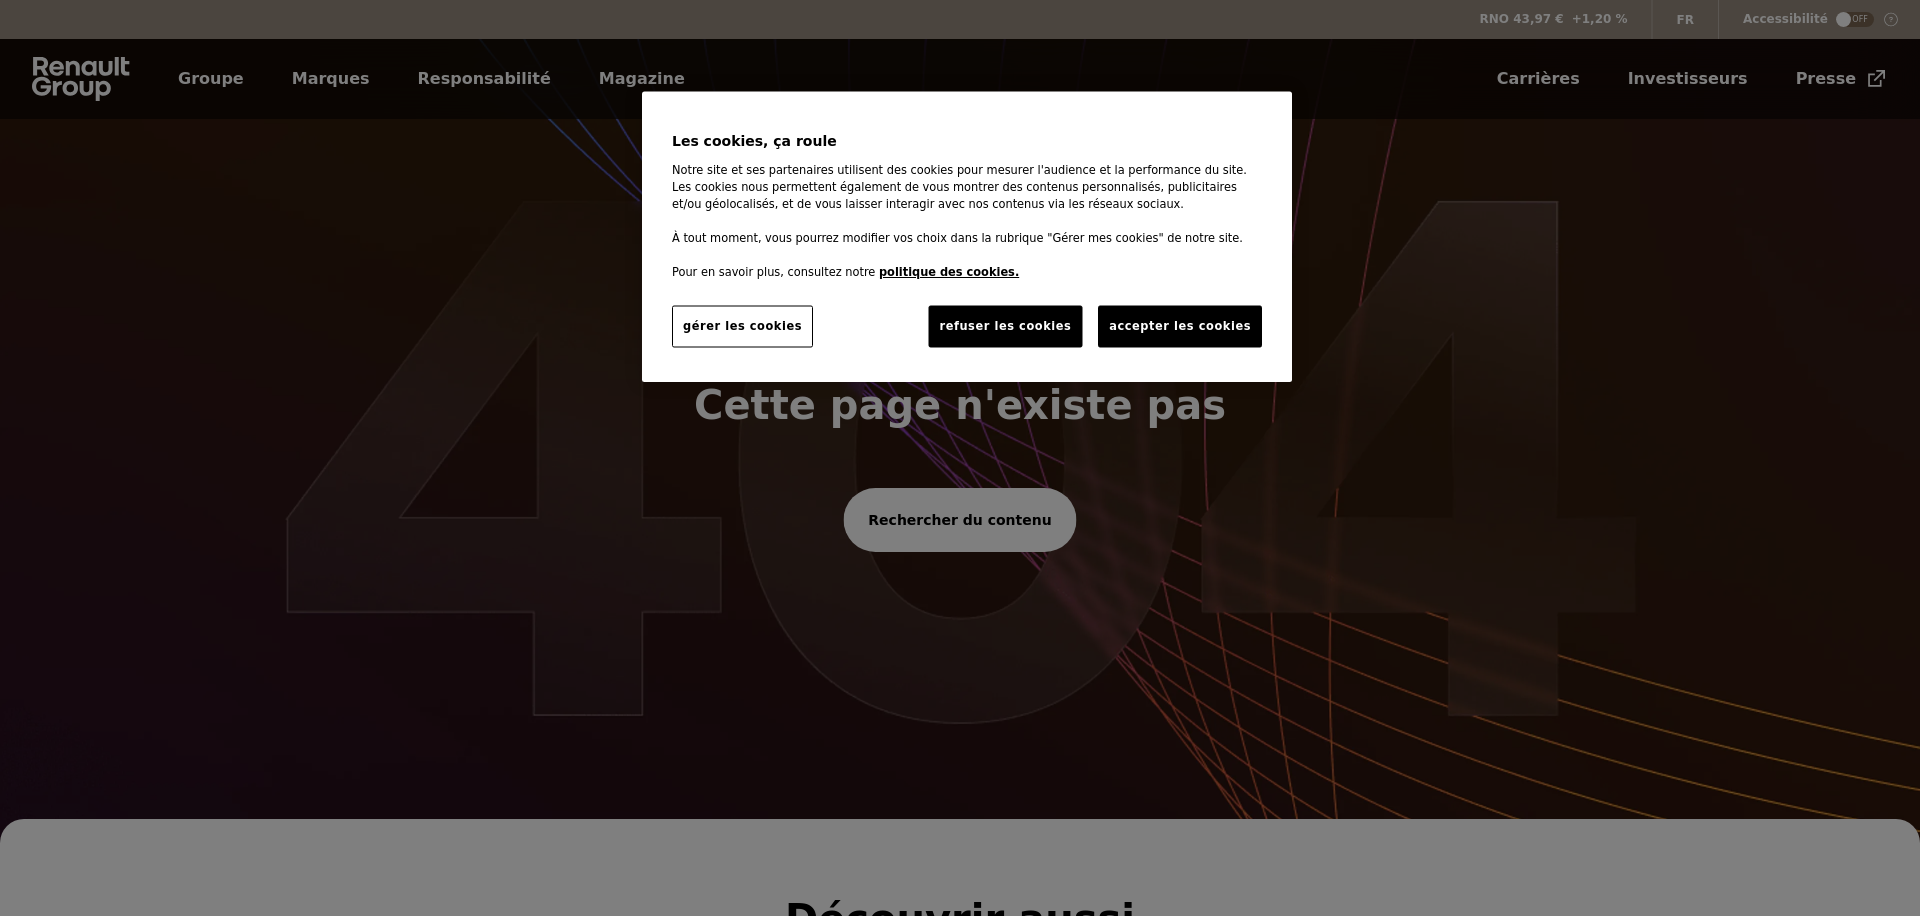 RNO 43,97 € +1,20 %
FR
Accessibilité
OFF
?
Renault
Group
Groupe
Marques
Responsabilité
Magazine
Carrières
Investisseurs
Presse
Les cookies, ça roule
Notre site et ses partenaires utilisent des cookies pour mesurer l'audience et la performance du site.
Les cookies nous permettent également de vous montrer des contenus personnalisés, publicitaires
et/ou géolocalisés, et de vous laisser interagir avec nos contenus via les réseaux sociaux.
À tout moment, vous pourrez modifier vos choix dans la rubrique "Gérer mes cookies" de notre site.
Pour en savoir plus, consultez notre politique des cookies.
gérer les cookies
refuser les cookies
accepter les cookies
404
Cette page n'existe pas
Rechercher du contenu
Découvrir aussi